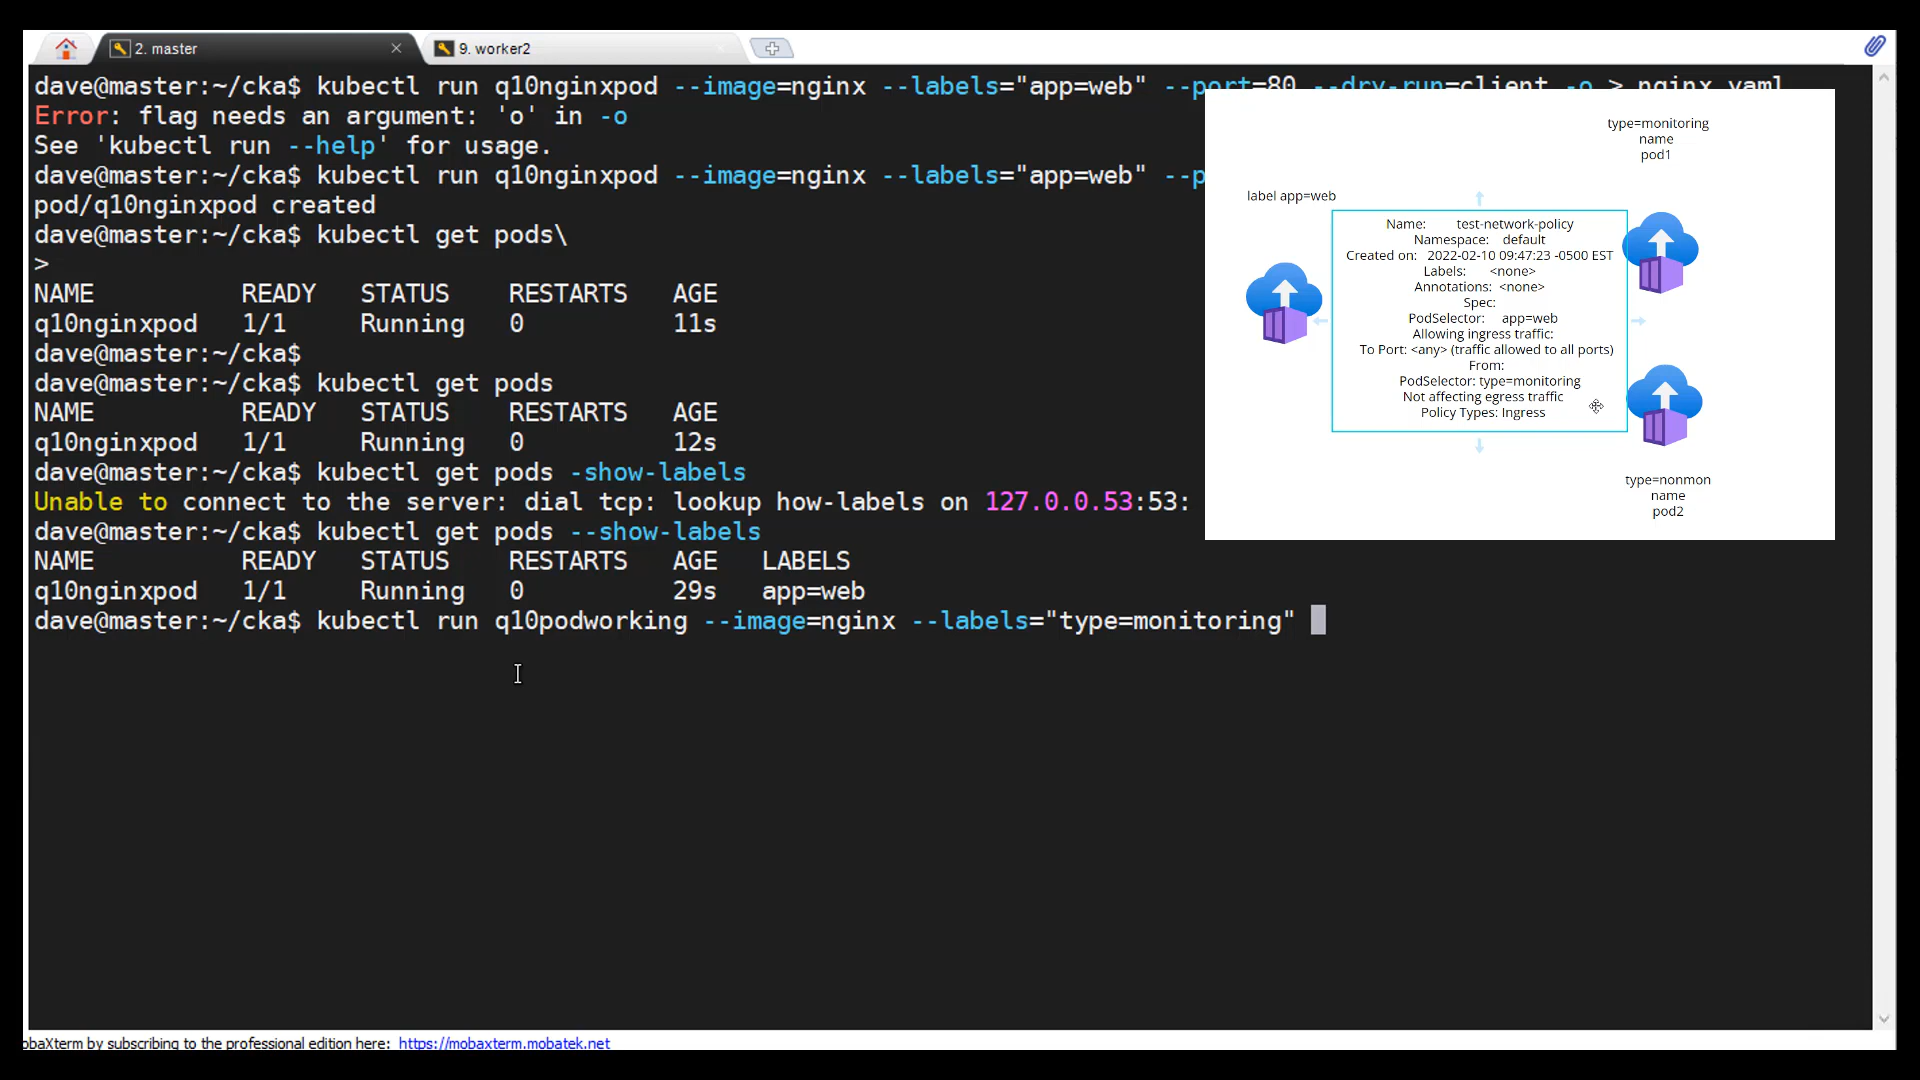 2. master
9. worker2
dave@master:~/cka$ kubectl run q10nginxpod --image=nginx --labels="app=web" --port=80 --dry-run=client -o > nginx.yaml
Error: flag needs an argument: 'o' in -o
See 'kubectl run --help' for usage.
dave@master:~/cka$ kubectl run q10nginxpod --image=nginx --labels="app=web" --p
pod/q10nginxpod created
dave@master:~/cka$ kubectl get pods\
>
NAME READY STATUS RESTARTS AGE
q10nginxpod 1/1 Running 0 11s
dave@master:~/cka$
dave@master:~/cka$ kubectl get pods
NAME READY STATUS RESTARTS AGE
q10nginxpod 1/1 Running 0 12s
dave@master:~/cka$ kubectl get pods -show-labels
Unable to connect to the server: dial tcp: lookup how-labels on 127.0.0.53:53:
dave@master:~/cka$ kubectl get pods --show-labels
NAME READY STATUS RESTARTS AGE LABELS
q10nginxpod 1/1 Running 0 29s app=web
dave@master:~/cka$ kubectl run q10podworking --image=nginx --labels="type=monitoring"
type=monitoring
name
pod1
label app=web
Name: test-network-policy
Namespace: default
Created on: 2022-02-10 09:47:23 -0500 EST
Labels: <none>
Annotations: <none>
Spec:
PodSelector: app=web
Allowing ingress traffic:
To Port: <any> (traffic allowed to all ports)
From:
PodSelector: type=monitoring
Not affecting egress traffic
Policy Types: Ingress
type=nonmon
name
pod2
obaXterm by subscribing to the professional edition here: https://mobaxterm.mobatek.net